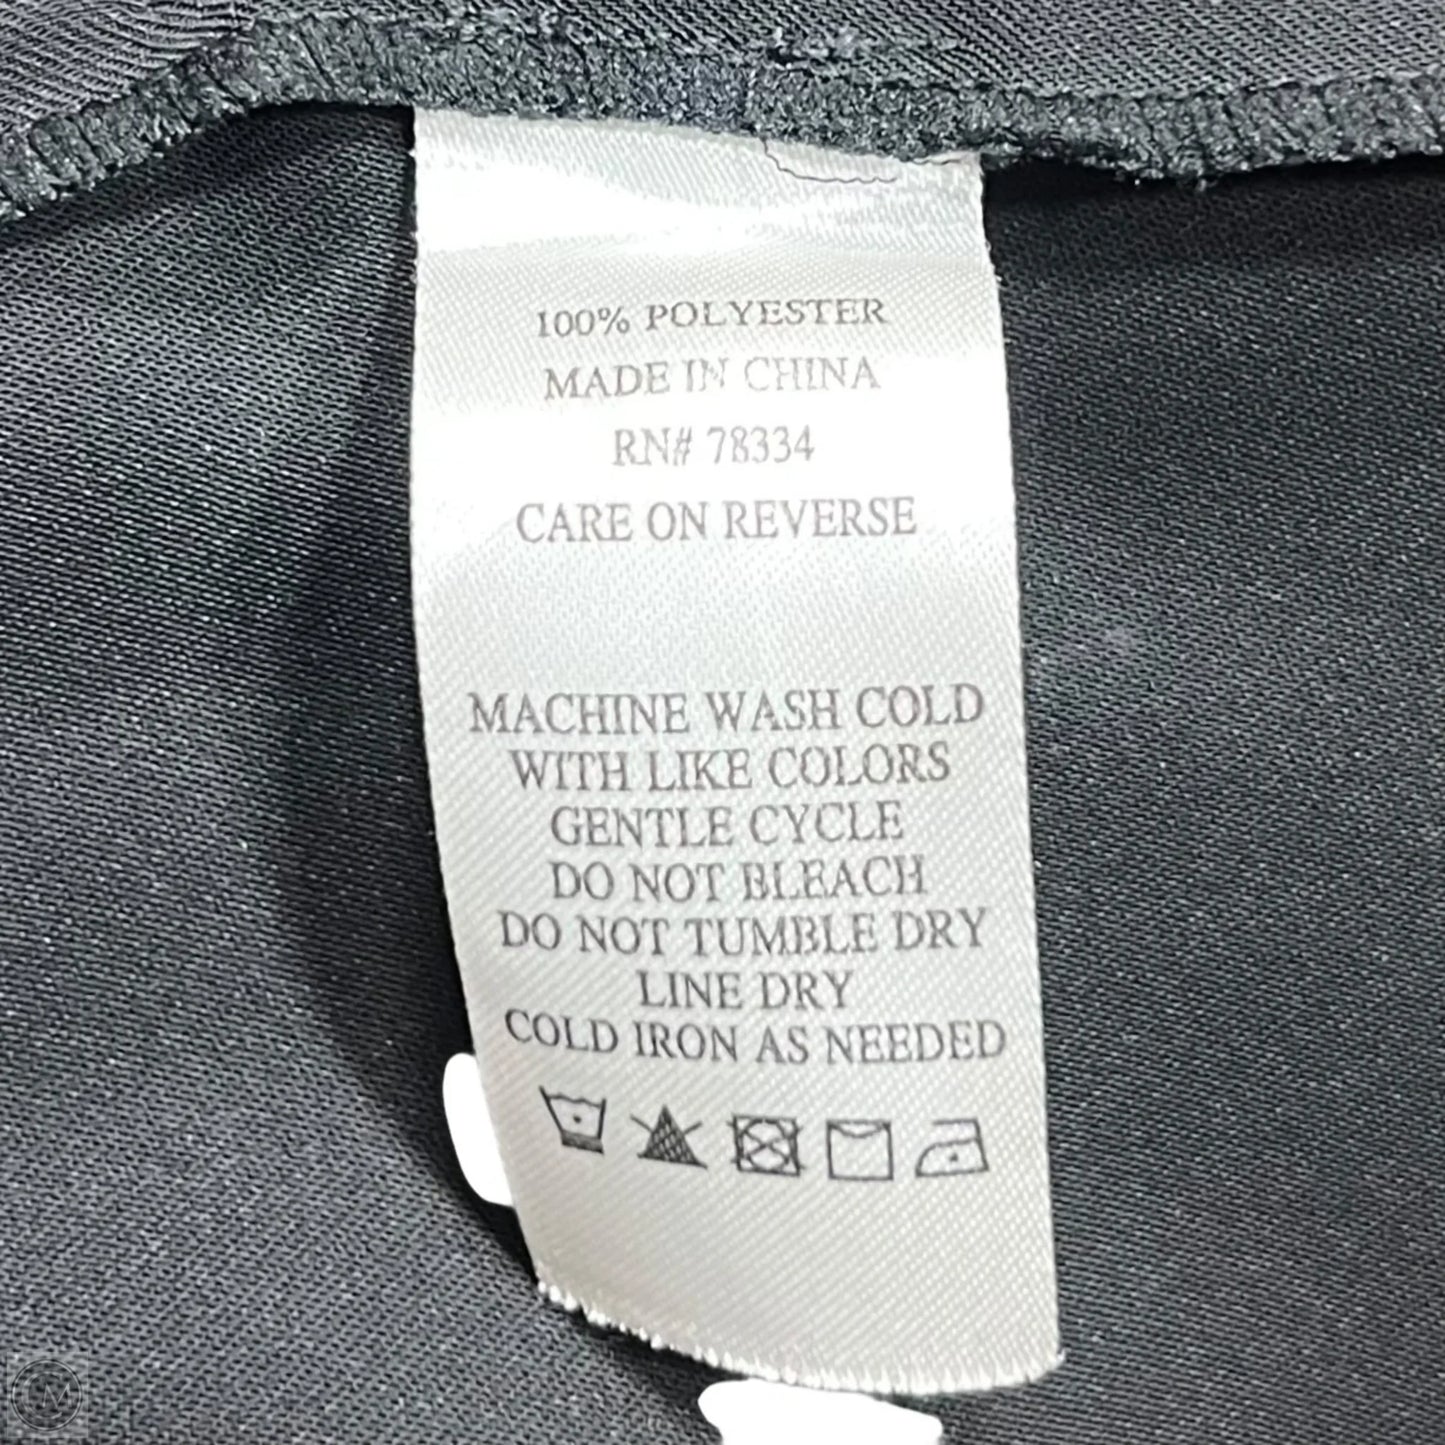 100% POLYESTER
MADE IN CHINA
RN# 78334
CARE ON REVERSE
MACHINE WASH COLD
WITH LIKE COLORS
GENTLE CYCLE
DO NOT BLEACH
DO NOT TUMBLE DRY
LINE DRY
COLD IRON AS NEEDED